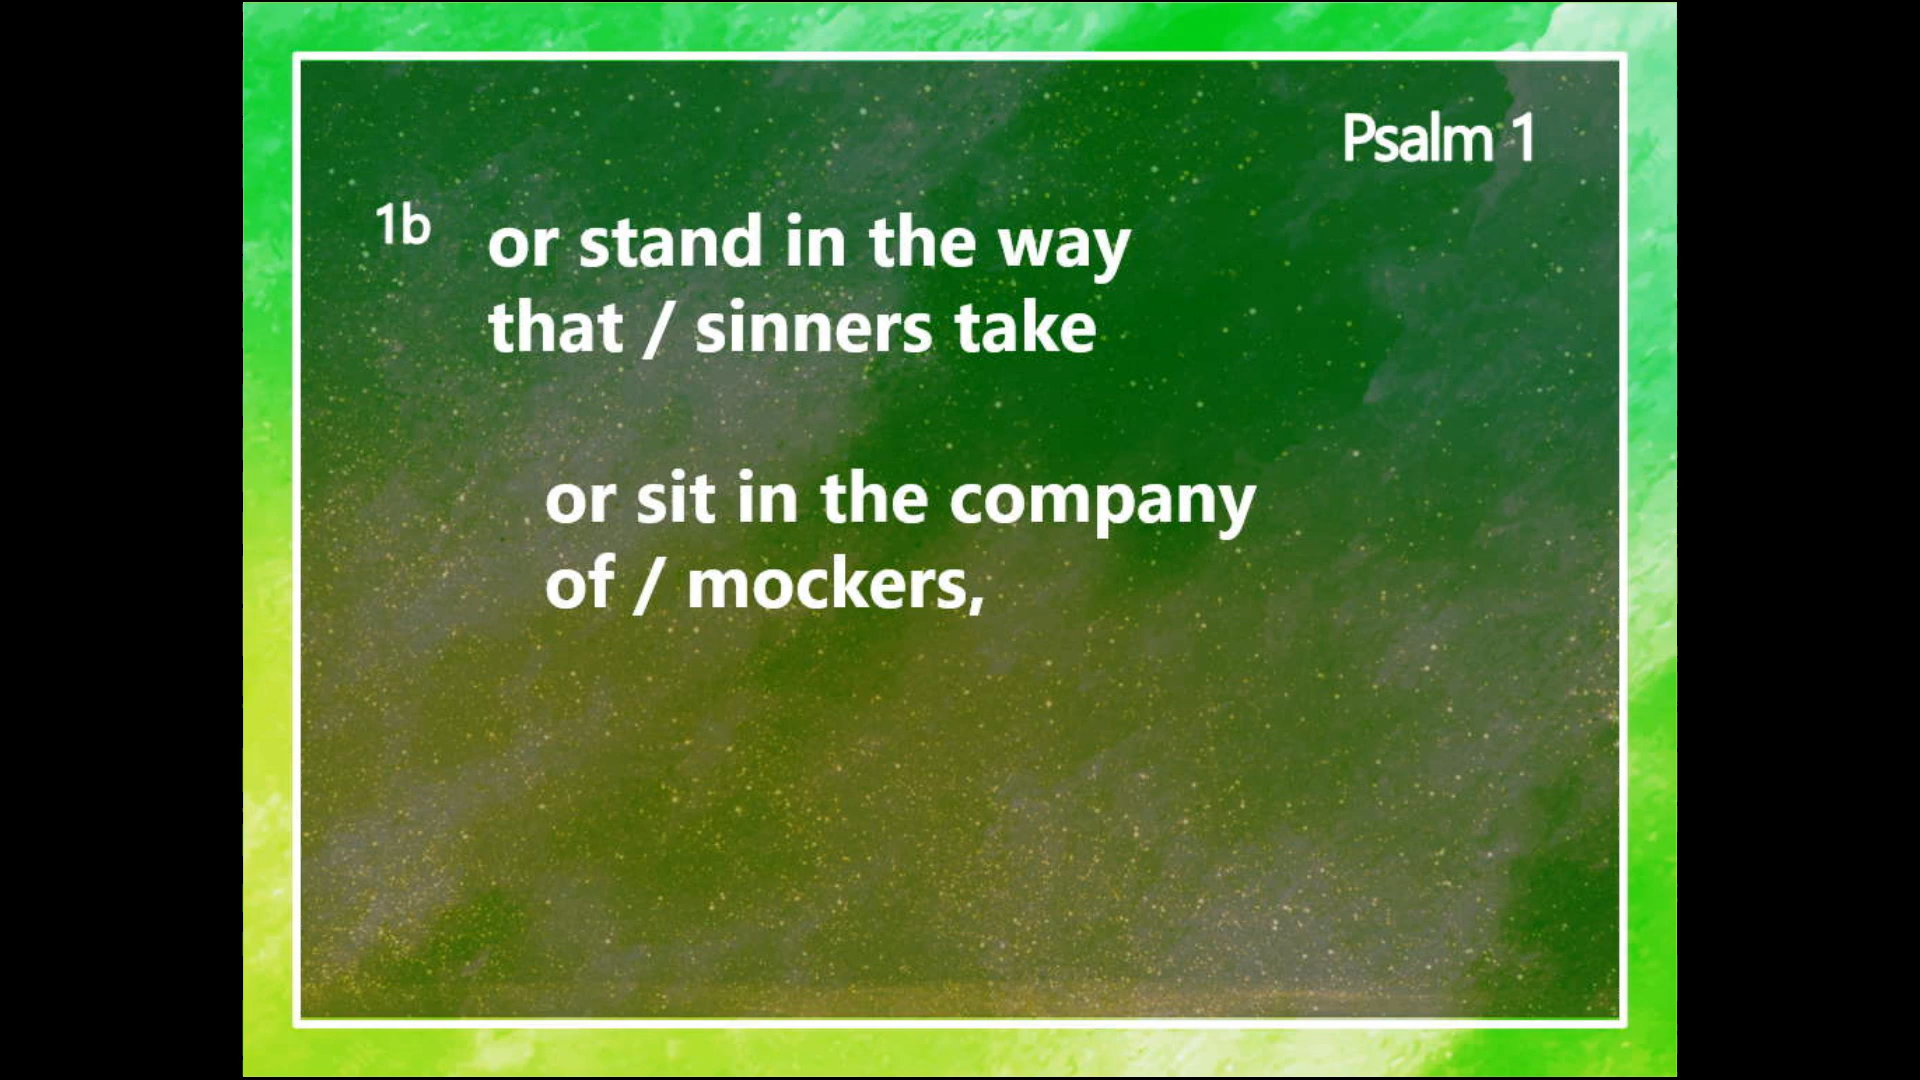 Psalm 1
1b or stand in the way
that / sinners take
or sit in the company
of / mockers,